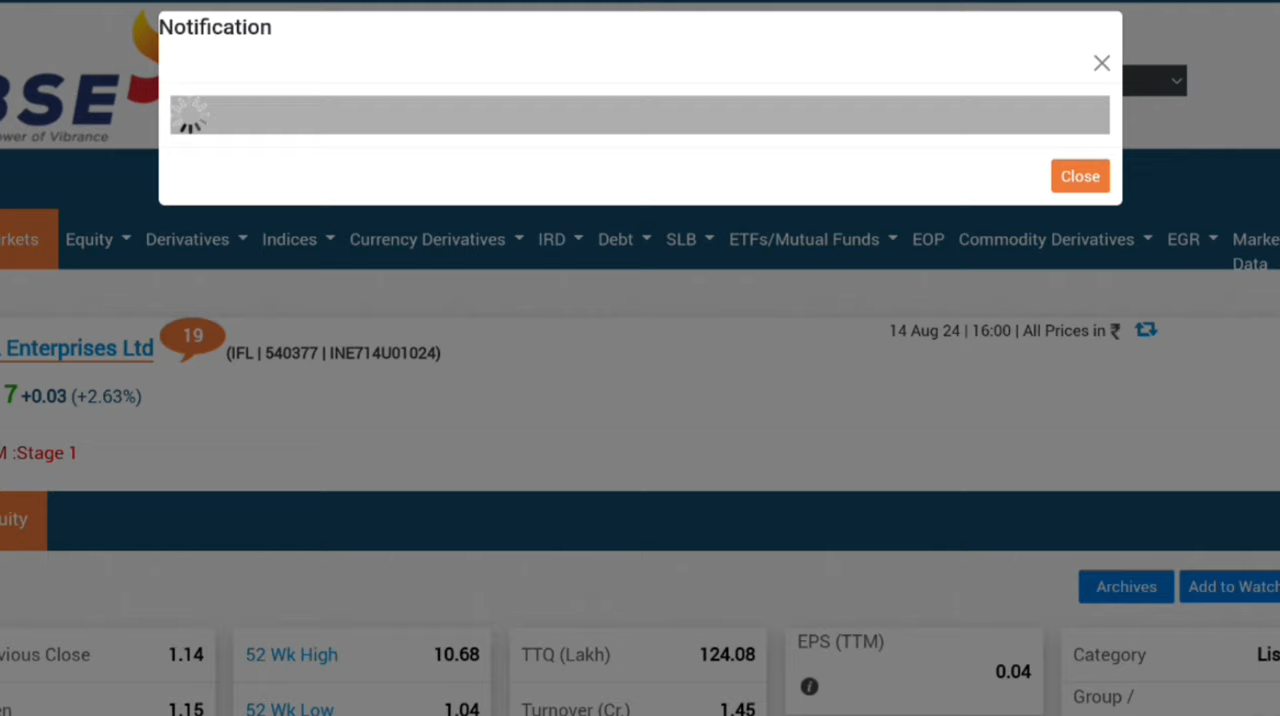 Notification
BSE
ower of Vibrance
Close
rkets Equity Derivatives Indices Currency Derivatives IRD Debt SLB ETFs/Mutual Funds EOP Commodity Derivatives EGR Marke
Data
Enterprises Ltd 19 (IFL | 540377 | INE714U01024)
14 Aug 24 | 16:00 | All Prices in ₹
7 +0.03 (+2.63%)
M :Stage 1
uity
Archives Add to Watch
vious Close 1.14 52 Wk High 10.68 TTQ (Lakh) 124.08 EPS (TTM) 0.04 Category Lis
en 1.15 52 Wk Low 1.04 Turnover (Cr.) 1.45 Group /